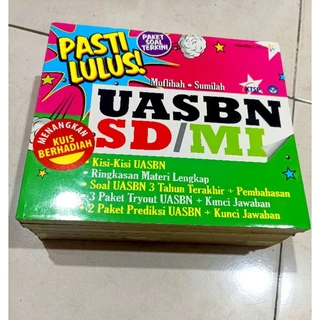 PASTI
LULUS!
PAKET
SOAL
TERKINI
Muflihah • Sumilah
UASBN
SD/MI
MENANGKAN
KUIS
BERHADIAH
• Kisi-Kisi UASBN
• Ringkasan Materi Lengkap
• Soal UASBN 3 Tahun Terakhir + Pembahasan
• 3 Paket Tryout UASBN + Kunci Jawaban
• 2 Paket Prediksi UASBN + Kunci Jawaban